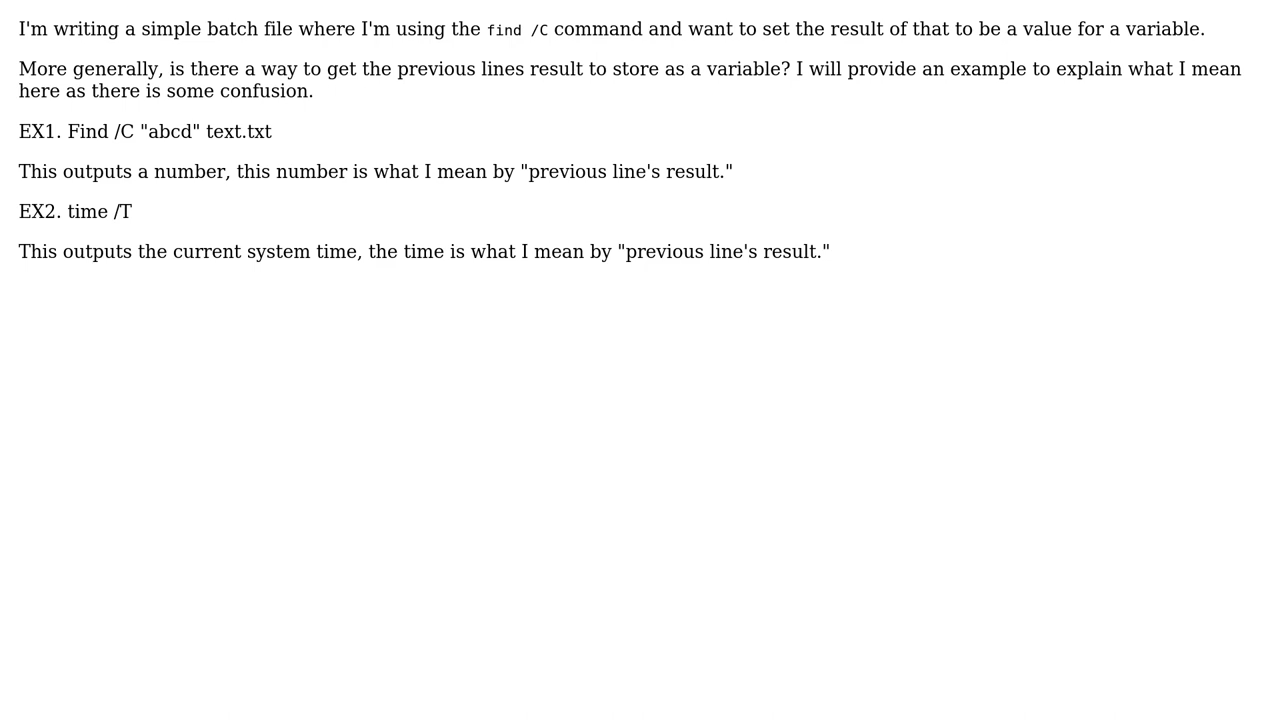 I'm writing a simple batch file where I'm using the find /C command and want to set the result of that to be a value for a variable.
More generally, is there a way to get the previous lines result to store as a variable? I will provide an example to explain what I mean
here as there is some confusion.
EX1. Find /C "abcd" text.txt
This outputs a number, this number is what I mean by "previous line's result."
EX2. time /T
This outputs the current system time, the time is what I mean by "previous line's result."